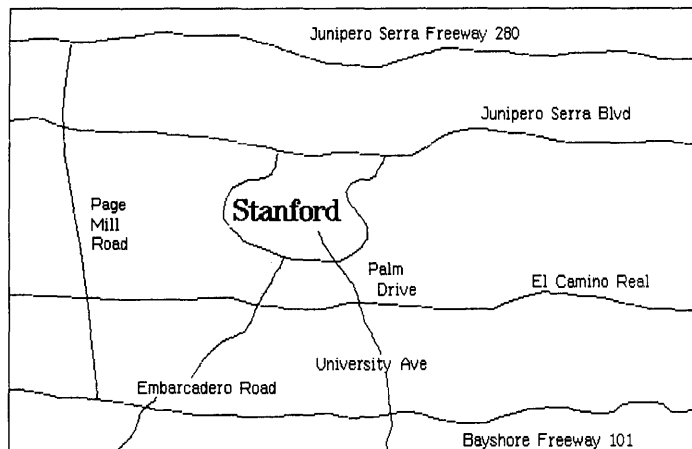 Junipero Serra Freeway 280
Junipero Serra Blvd
Page
Mill
Road
Stanford
Palm
Drive
El Camino Real
University Ave
Embarcadero Road
Bayshore Freeway 101